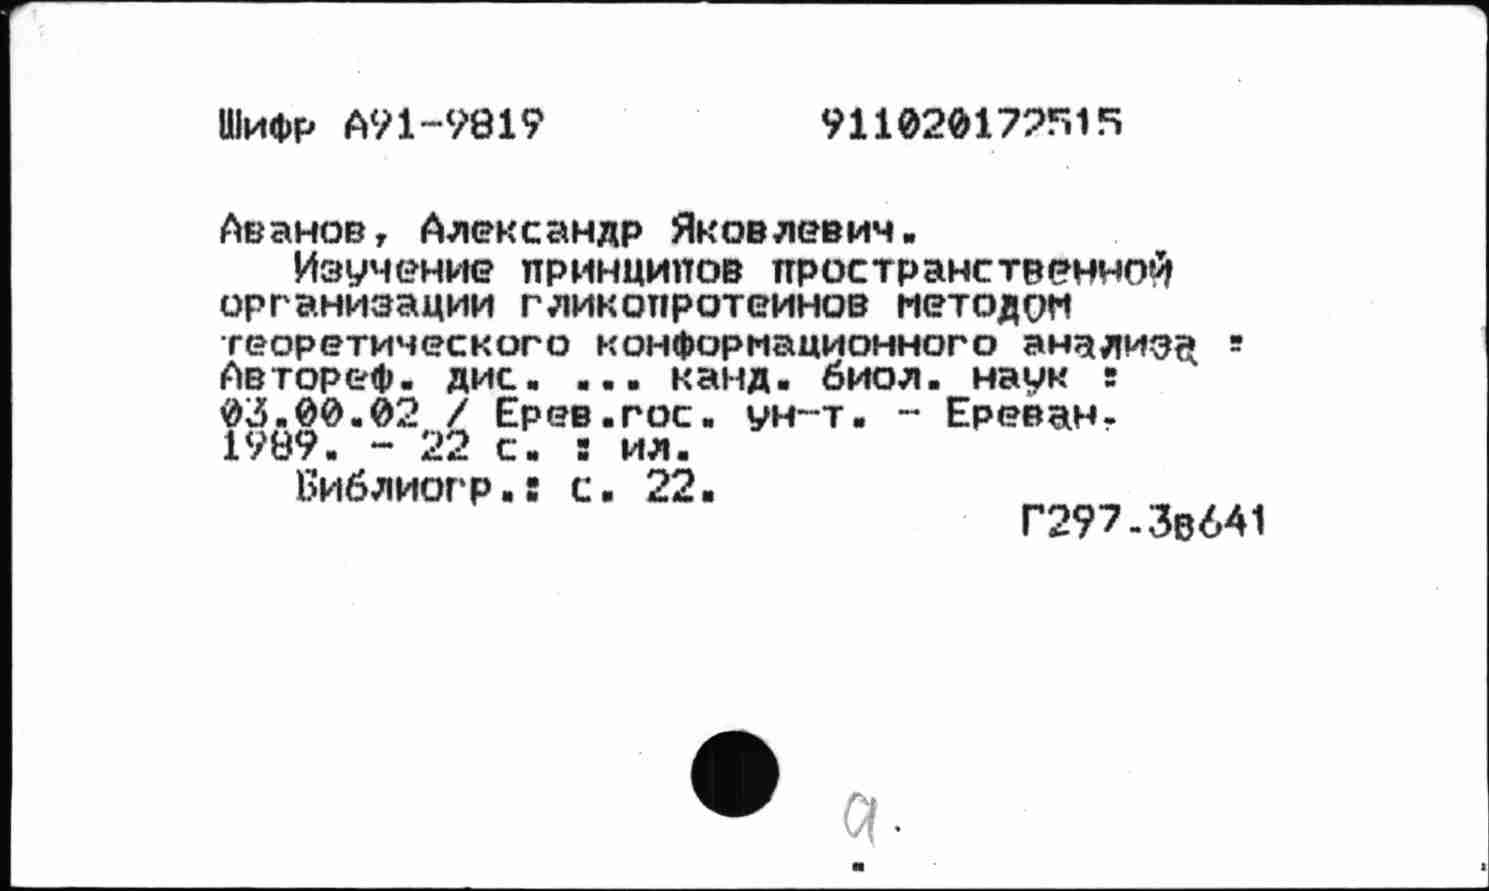 Шифр А91-9819 911020172515
Аванов, Александр Яковлевич.
Изучение принципов пространственной
организации гликопротеинов методом
теоретического конформационного анализа :
Автореф. дис. ... канд. биол. наук :
03.00.02 / Ерев.гос. ун-т. - Ереван,
1989. - 22 с. : ил.
Библиогр.: с. 22.
Г297.3в641
а.